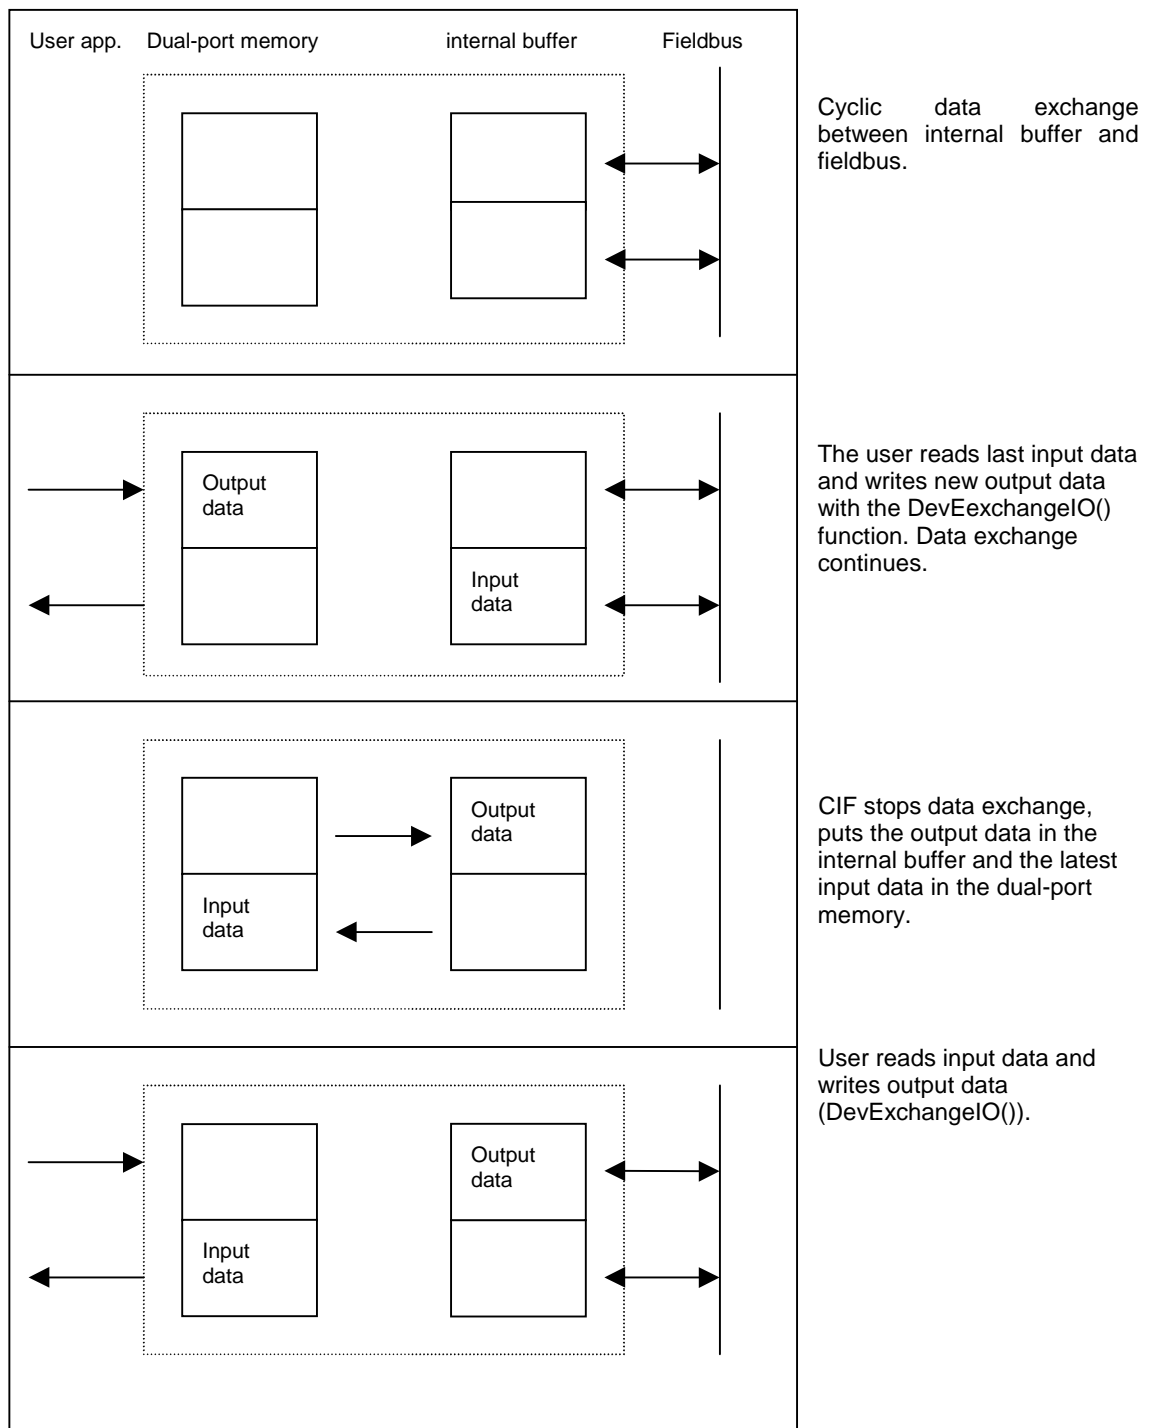 User app. Dual-port memory internal buffer Fieldbus
Cyclic data exchange
between internal buffer and
fieldbus.
Output
data
Input
data
The user reads last input data
and writes new output data
with the DevEexchangeIO()
function. Data exchange
continues.
Output
data
Input
data
CIF stops data exchange,
puts the output data in the
internal buffer and the latest
input data in the dual-port
memory.
User reads input data and
writes output data
(DevExchangeIO()).
Output
data
Input
data